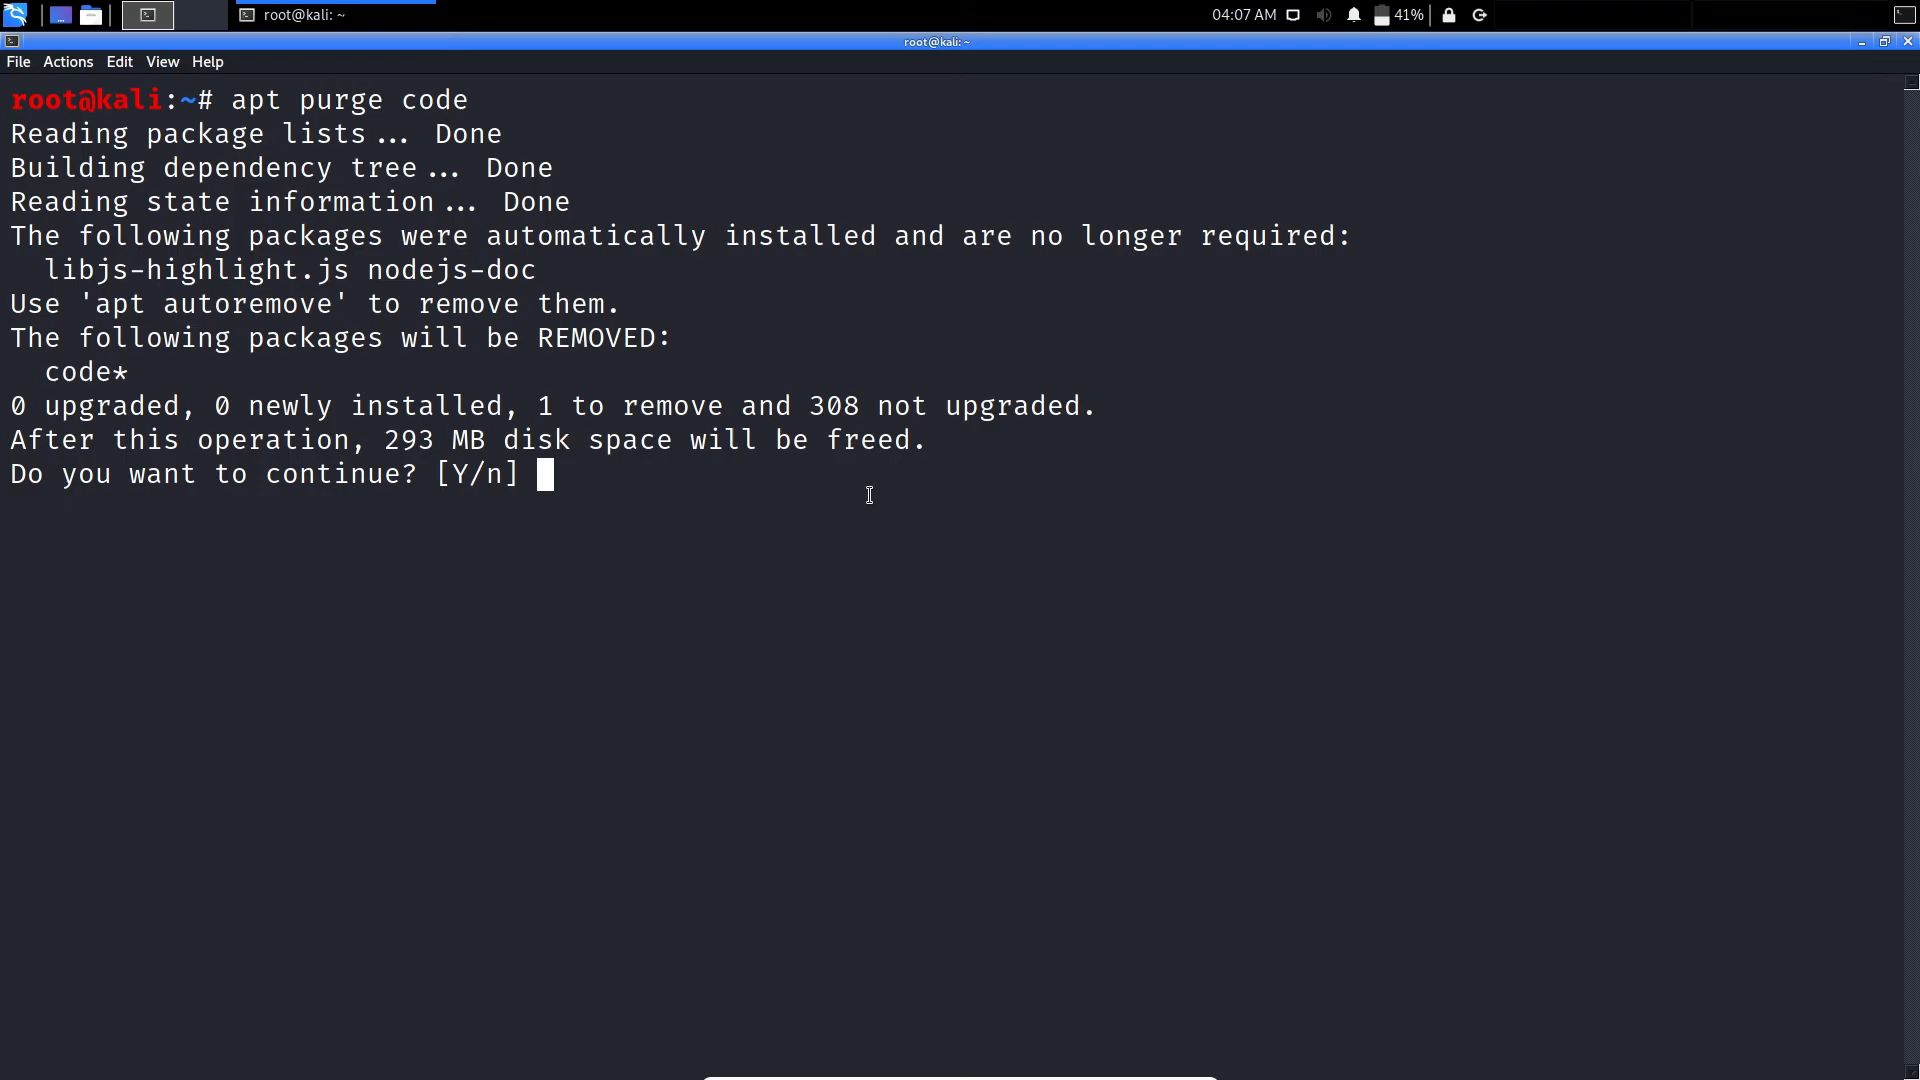 root@kali: ~
04:07 AM
41%
root@kali: ~
File Actions Edit View Help
root@kali:~# apt purge code
Reading package lists... Done
Building dependency tree... Done
Reading state information... Done
The following packages were automatically installed and are no longer required:
libjs-highlight.js nodejs-doc
Use 'apt autoremove' to remove them.
The following packages will be REMOVED:
code*
0 upgraded, 0 newly installed, 1 to remove and 308 not upgraded.
After this operation, 293 MB disk space will be freed.
Do you want to continue? [Y/n]